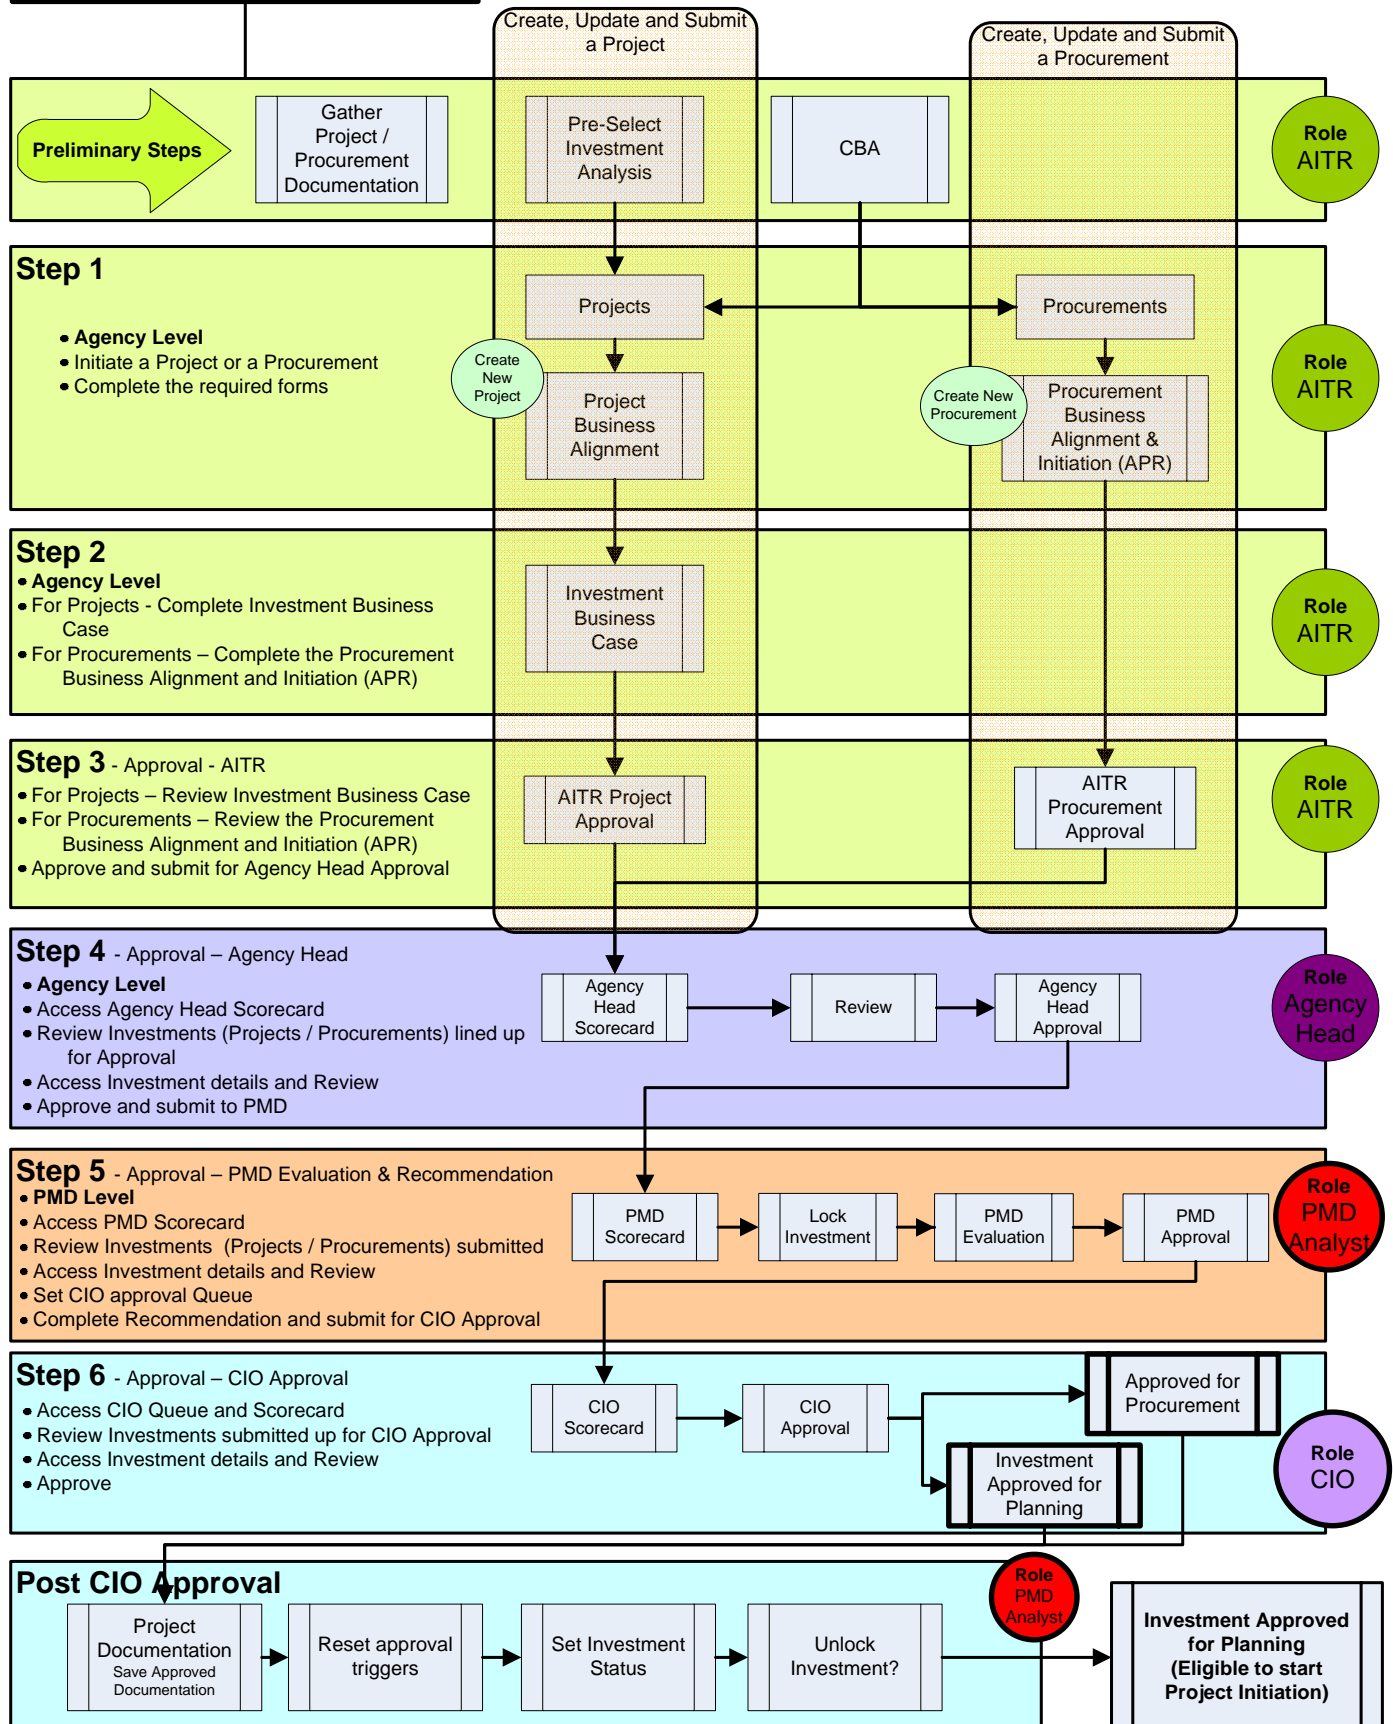 Create, Update and Submit
a Project
Create, Update and Submit
a Procurement
Preliminary Steps
Gather
Project /
Procurement
Documentation
Pre-Select
Investment
Analysis
CBA
Role
AITR
Step 1
• Agency Level
• Initiate a Project or a Procurement
• Complete the required forms
Projects
Procurements
Create
New
Project
Project
Business
Alignment
Create New
Procurement
Procurement
Business
Alignment &
Initiation (APR)
Role
AITR
Step 2
• Agency Level
• For Projects - Complete Investment Business
Case
• For Procurements – Complete the Procurement
Business Alignment and Initiation (APR)
Investment
Business
Case
Role
AITR
Step 3 - Approval - AITR
• For Projects – Review Investment Business Case
• For Procurements – Review the Procurement
Business Alignment and Initiation (APR)
• Approve and submit for Agency Head Approval
AITR Project
Approval
AITR
Procurement
Approval
Role
AITR
Step 4 - Approval – Agency Head
• Agency Level
• Access Agency Head Scorecard
• Review Investments (Projects / Procurements) lined up
for Approval
• Access Investment details and Review
• Approve and submit to PMD
Agency
Head
Scorecard
Review
Agency
Head
Approval
Role
Agency
Head
Step 5 - Approval – PMD Evaluation & Recommendation
• PMD Level
• Access PMD Scorecard
• Review Investments (Projects / Procurements) submitted
• Access Investment details and Review
• Set CIO approval Queue
• Complete Recommendation and submit for CIO Approval
PMD
Scorecard
Lock
Investment
PMD
Evaluation
PMD
Approval
Role
PMD
Analyst
Step 6 - Approval – CIO Approval
• Access CIO Queue and Scorecard
• Review Investments submitted up for CIO Approval
• Access Investment details and Review
• Approve
CIO
Scorecard
CIO
Approval
Approved for
Procurement
Investment
Approved for
Planning
Role
CIO
Post CIO Approval
Project
Documentation
Save Approved
Documentation
Reset approval
triggers
Set Investment
Status
Unlock
Investment?
Role
PMD
Analyst
Investment Approved
for Planning
(Eligible to start
Project Initiation)